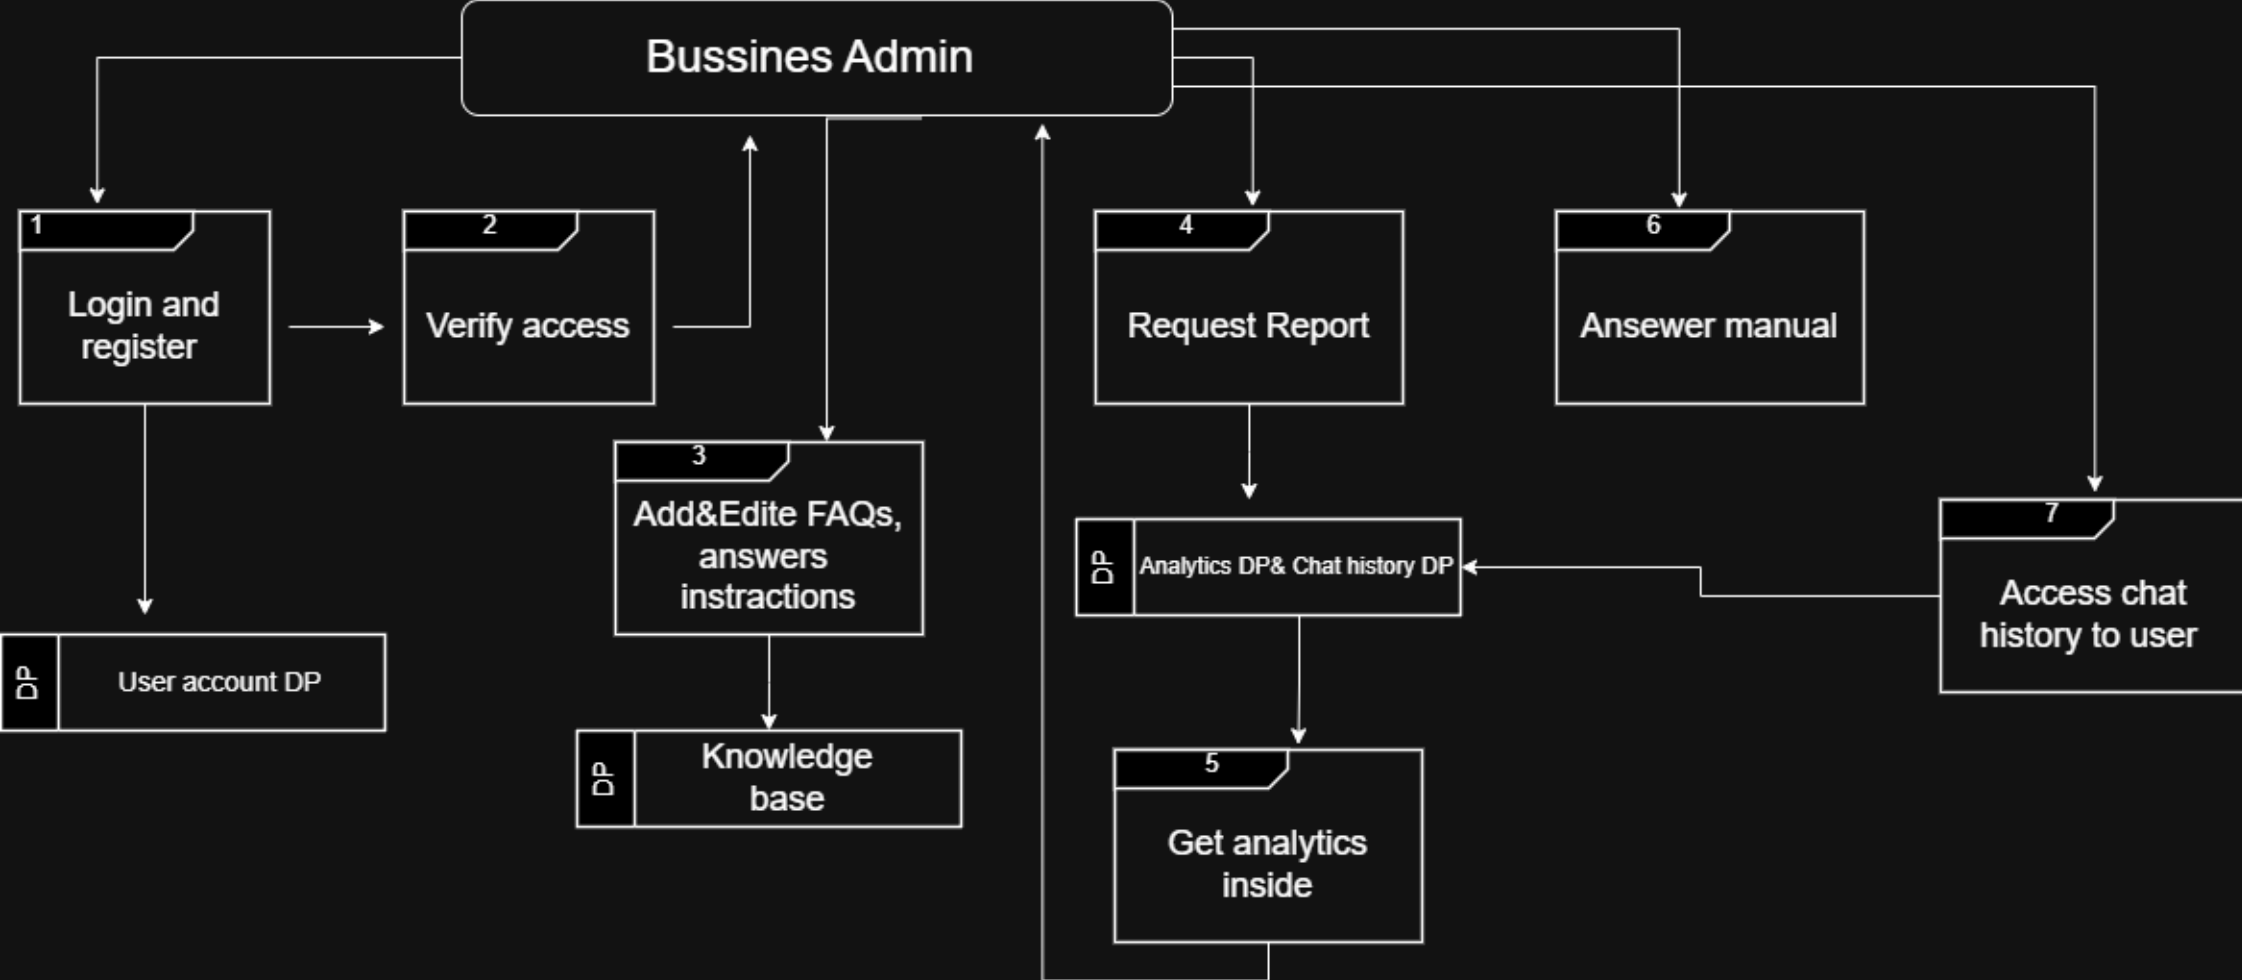 Bussines Admin
1
Login and
register
2
Verify access
4
Request Report
6
Ansewer manual
3
Add&Edite FAQs,
answers
instractions
7
Access chat
history to user
DP
Analytics DP& Chat history DP
DP
User account DP
DP
Knowledge
base
5
Get analytics
inside